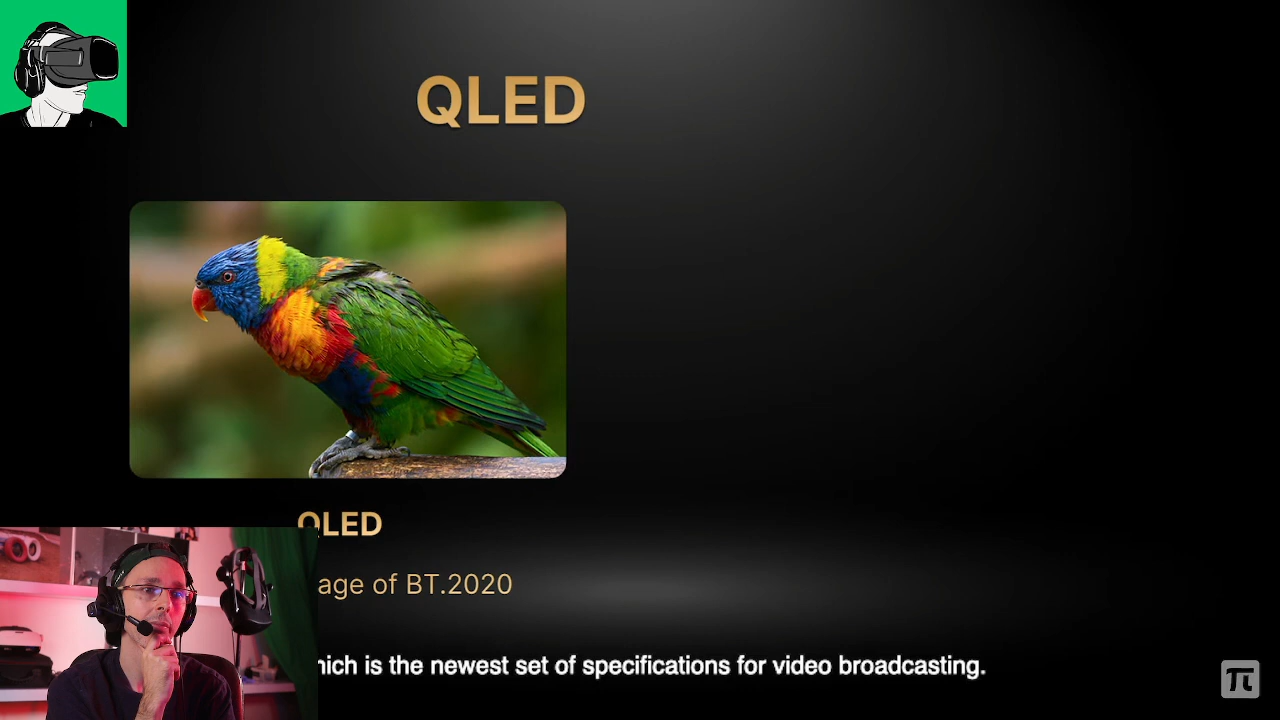 QLED
QLED
age of BT.2020
hich is the newest set of specifications for video broadcasting.